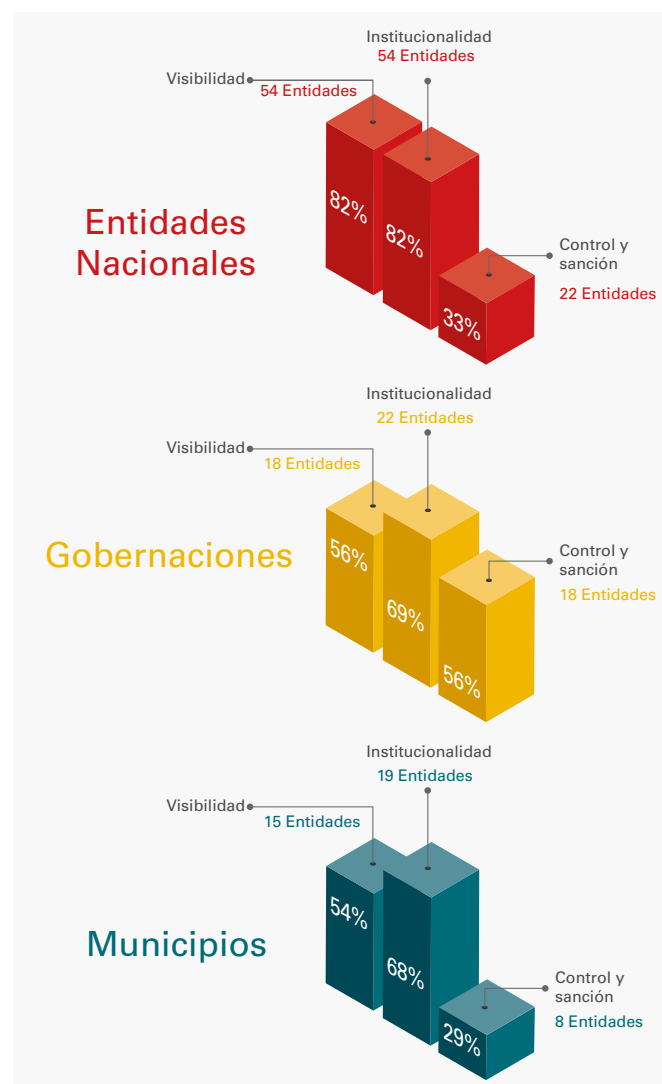 Institucionalidad
54 Entidades
Visibilidad
54 Entidades
82%
82%
33%
Entidades
Nacionales
Control y
sanción
22 Entidades
Institucionalidad
22 Entidades
Visibilidad
18 Entidades
56%
69%
56%
Gobernaciones
Control y
sanción
18 Entidades
Institucionalidad
19 Entidades
Visibilidad
15 Entidades
54%
68%
29%
Municipios
Control y
sanción
8 Entidades